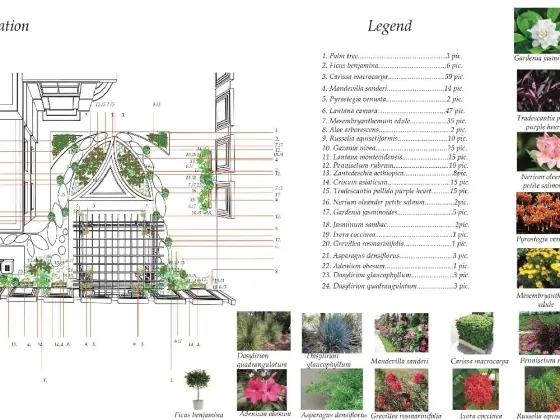 ation
Legend
1. Palm tree..............................3 pic.
2. Ficus benjamina..............................6 pic.
3. Carissa macrocarpa..............................59 pic.
4. Mandevilla sanderi..............................14 pic.
5. Pyrostegia venusta..............................2 pic.
6. Lantana camara..............................47 pic.
7. Mesembryanthemum edule..............................35 pic.
8. Aloe arborescens..............................2 pic.
9. Russelia equisetiformis..............................10 pic.
10. Gazania nivea..............................25 pic.
11. Lantana montevidensis..............................15 pic.
12. Pennisetum rubrum..............................10 pic.
13. Zantedeschia aethiopica..............................8pic.
14. Crinum asiaticum..............................15 pic.
15. Tradescantia pallida purple heart..............................15 pic.
16. Nerium oleander petite salmon..............................2 pic.
17. Gardenia jasminoides..............................5 pic.
18. Jasminum sambac..............................2pic.
19. Ixora coccinea..............................1 pic.
20. Grevillea rosmarinifolia..............................1 pic.
21. Asparagus densiflorus..............................3 pic.
22. Adenium obesum..............................1 pic.
23. Dasylirion glaucophyllum..............................3 pic.
24. Dasylirion quadrangulatum..............................3 pic.
Gardenia jasmi
Tradescantia pa
purple hear
Nerium olean
petite salmo
Pyrostegia ven
Mesembryanth
edule
Dasylirion
quadrangulatum
Dasylirion
glaucophyllum
Mandevilla sanderi
Carissa macrocarpa
Pennisetum r
Ficus benjamina
Adenium obesum
Asparagus densiflorus
Grevillea rosmarinifolia
Ixora coccinea
Russelia equi